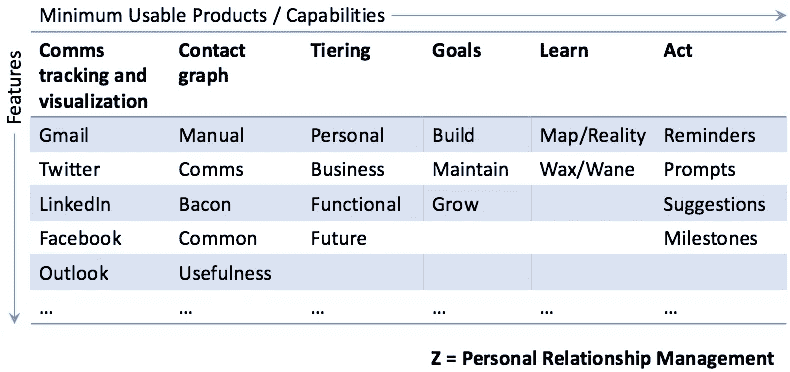 Minimum Usable Products / Capabilities
Features
Comms tracking and visualization Contact graph Tiering Goals Learn Act
Gmail Manual Personal Build Map/Reality Reminders
Twitter Comms Business Maintain Wax/Wane Prompts
LinkedIn Bacon Functional Grow Suggestions
Facebook Common Future Milestones
Outlook Usefulness
... ... ... ... ... ...
Z = Personal Relationship Management